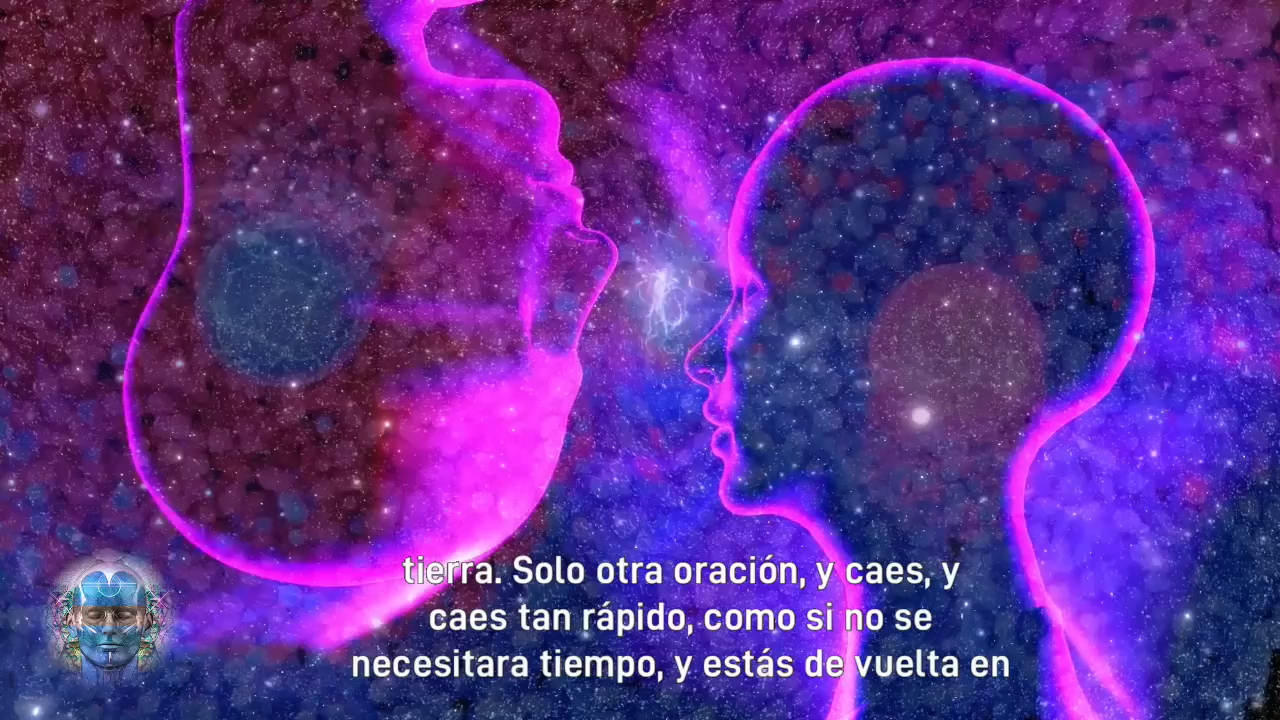 tierra. Solo otra oración, y caes, y
caes tan rápido, como si no se
necesitara tiempo, y estás de vuelta en